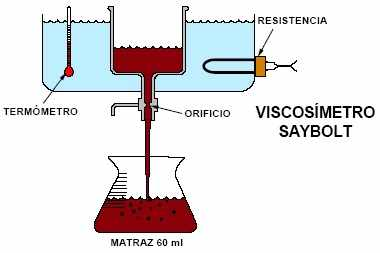 RESISTENCIA
TERMÓMETRO
ORIFICIO
VISCOSÍMETRO
SAYBOLT
MATRAZ 60 ml